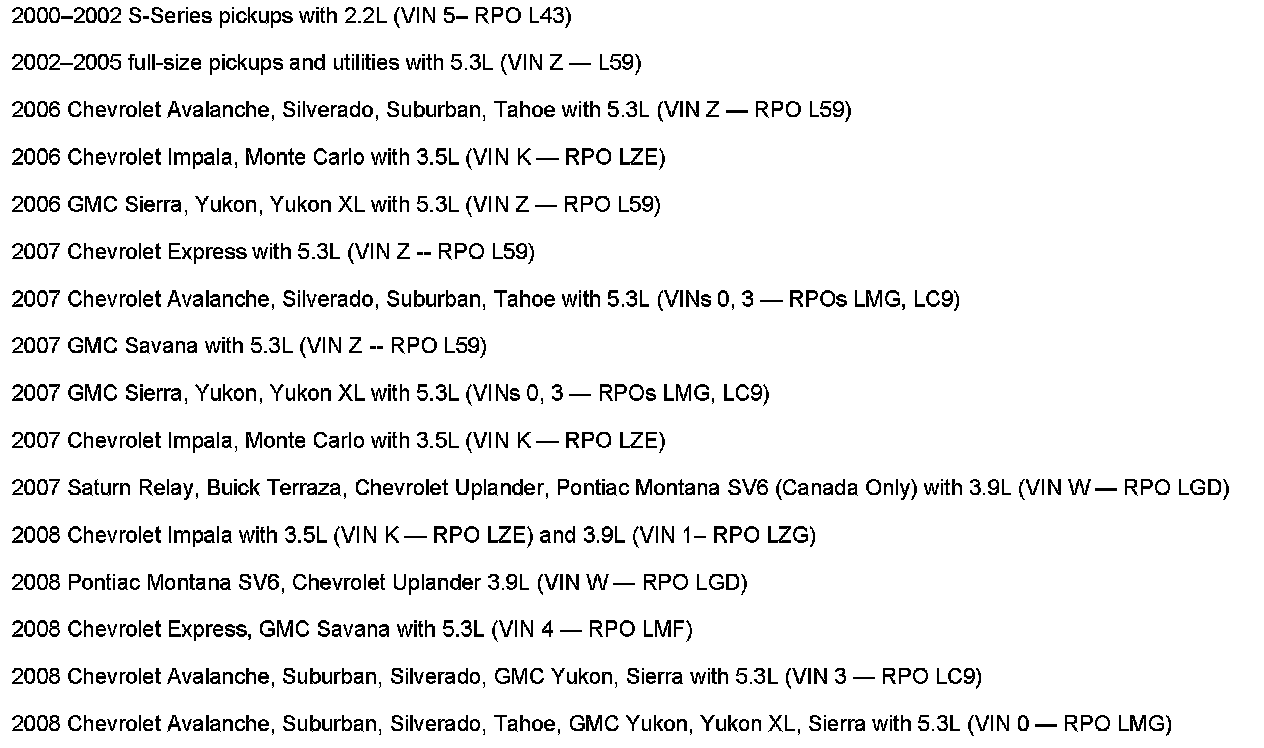 2000–2002 S-Series pickups with 2.2L (VIN 5– RPO L43)
2002–2005 full-size pickups and utilities with 5.3L (VIN Z — L59)
2006 Chevrolet Avalanche, Silverado, Suburban, Tahoe with 5.3L (VIN Z — RPO L59)
2006 Chevrolet Impala, Monte Carlo with 3.5L (VIN K — RPO LZE)
2006 GMC Sierra, Yukon, Yukon XL with 5.3L (VIN Z — RPO L59)
2007 Chevrolet Express with 5.3L (VIN Z -- RPO L59)
2007 Chevrolet Avalanche, Silverado, Suburban, Tahoe with 5.3L (VINs 0, 3 — RPOs LMG, LC9)
2007 GMC Savana with 5.3L (VIN Z -- RPO L59)
2007 GMC Sierra, Yukon, Yukon XL with 5.3L (VINs 0, 3 — RPOs LMG, LC9)
2007 Chevrolet Impala, Monte Carlo with 3.5L (VIN K — RPO LZE)
2007 Saturn Relay, Buick Terraza, Chevrolet Uplander, Pontiac Montana SV6 (Canada Only) with 3.9L (VIN W — RPO LGD)
2008 Chevrolet Impala with 3.5L (VIN K — RPO LZE) and 3.9L (VIN 1– RPO LZG)
2008 Pontiac Montana SV6, Chevrolet Uplander 3.9L (VIN W — RPO LGD)
2008 Chevrolet Express, GMC Savana with 5.3L (VIN 4 — RPO LMF)
2008 Chevrolet Avalanche, Suburban, Silverado, GMC Yukon, Sierra with 5.3L (VIN 3 — RPO LC9)
2008 Chevrolet Avalanche, Suburban, Silverado, Tahoe, GMC Yukon, Yukon XL, Sierra with 5.3L (VIN 0 — RPO LMG)